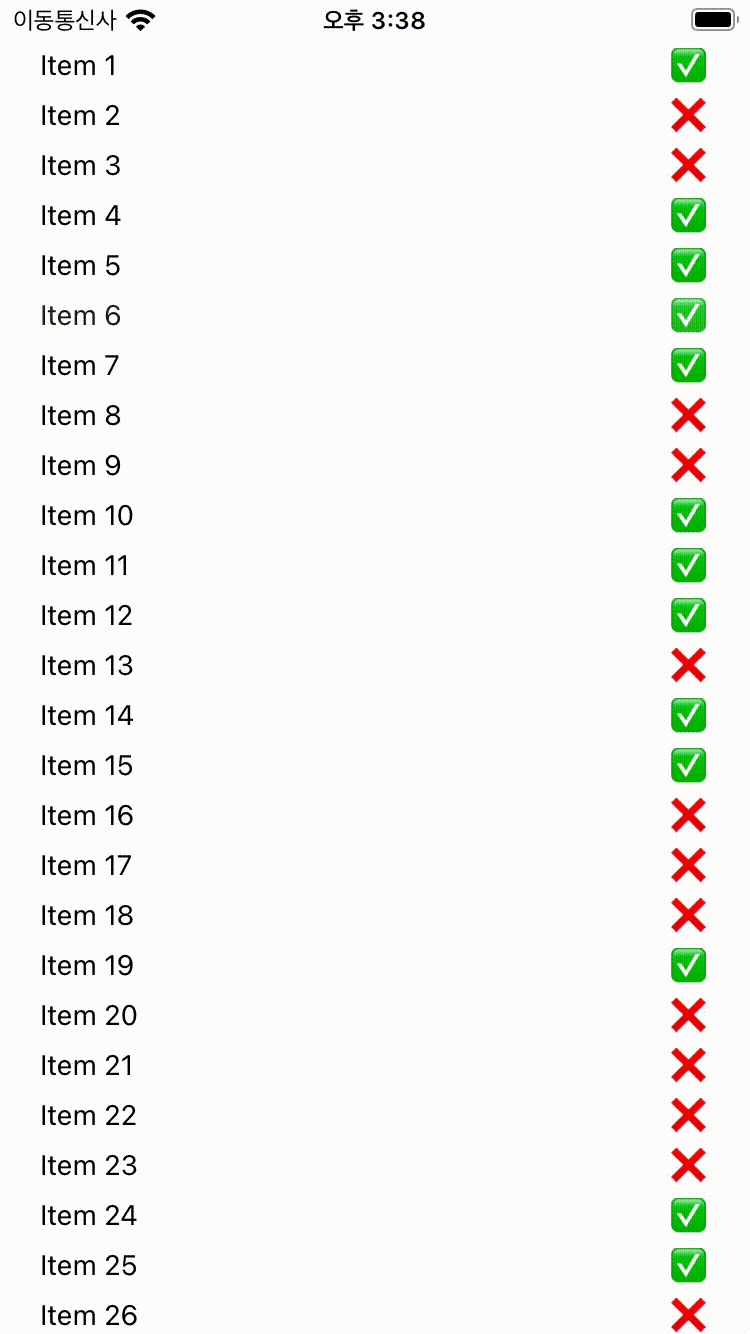 이동통신사 오후 3:38
Item 1 ✅
Item 2 ❌
Item 3 ❌
Item 4 ✅
Item 5 ✅
Item 6 ✅
Item 7 ✅
Item 8 ❌
Item 9 ❌
Item 10 ✅
Item 11 ✅
Item 12 ✅
Item 13 ❌
Item 14 ✅
Item 15 ✅
Item 16 ❌
Item 17 ❌
Item 18 ❌
Item 19 ✅
Item 20 ❌
Item 21 ❌
Item 22 ❌
Item 23 ❌
Item 24 ✅
Item 25 ✅
Item 26 ❌